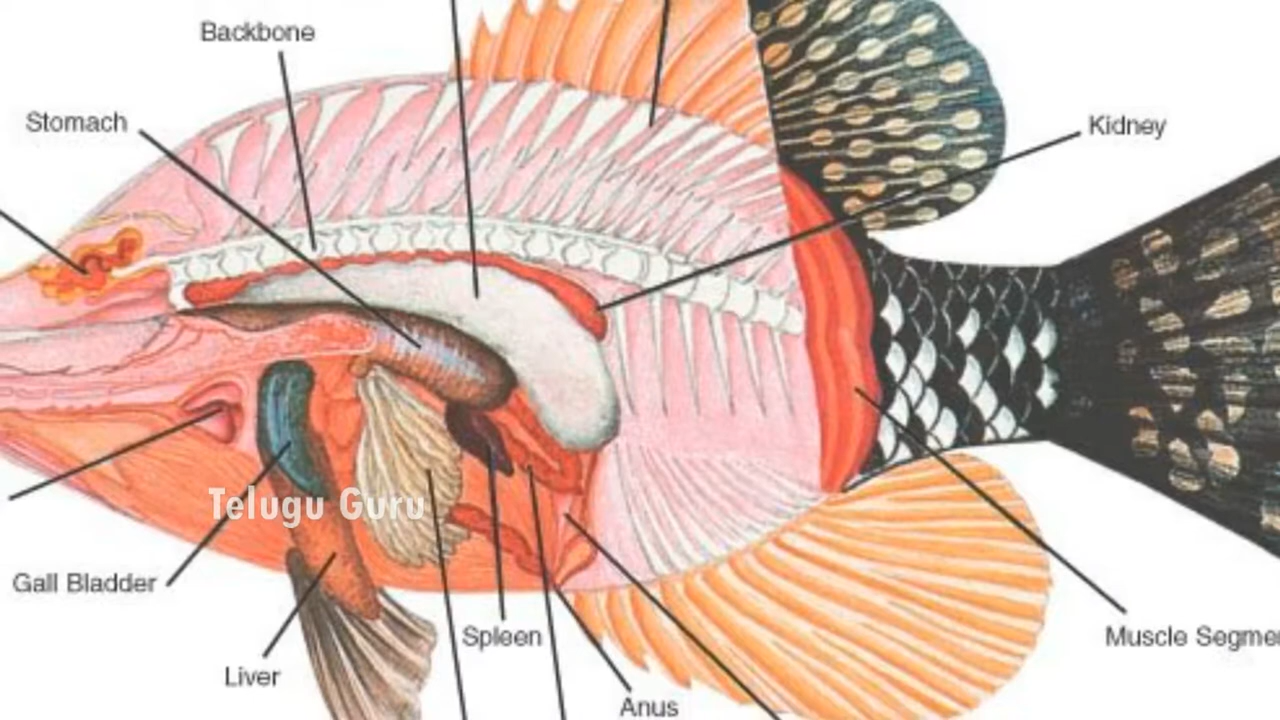 Backbone
Stomach
Kidney
Telugu Guru
Gall Bladder
Spleen
Muscle Segme
Liver
Anus